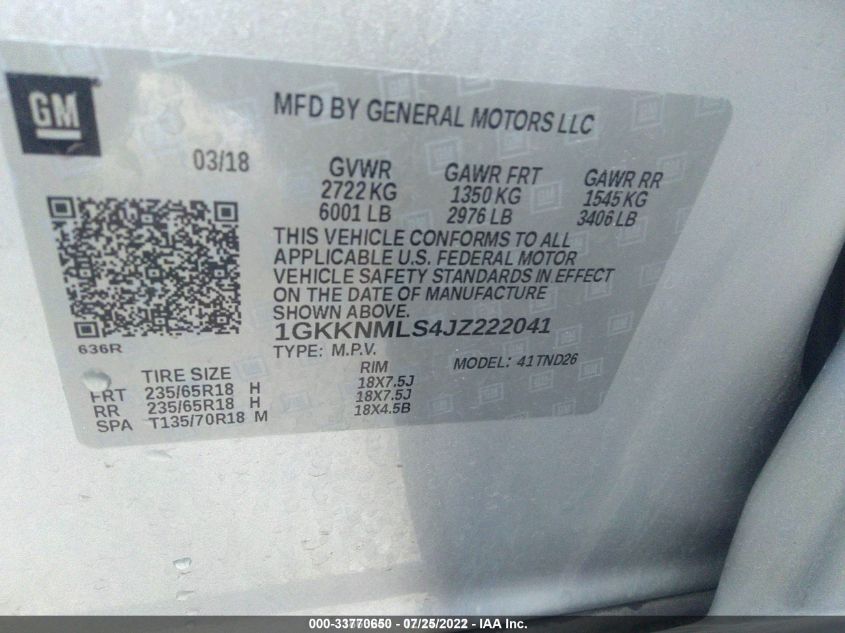 GM
MFD BY GENERAL MOTORS LLC
03/18
GVWR GAWR FRT GAWR RR
2722 KG 1350 KG 1545 KG
6001 LB 2976 LB 3406 LB
THIS VEHICLE CONFORMS TO ALL
APPLICABLE U.S. FEDERAL MOTOR
VEHICLE SAFETY STANDARDS IN EFFECT
ON THE DATE OF MANUFACTURE
SHOWN ABOVE.
1GKKNMLS4JZ222041
636R
TYPE: M.P.V. MODEL: 41TND26
TIRE SIZE RIM
FRT 235/65R18 H 18X7.5J
RR 235/65R18 H 18X7.5J
SPA T135/70R18 M 18X4.5B
000-33770650 - 07/25/2022 - Copyright © 2022 IAA, Inc.